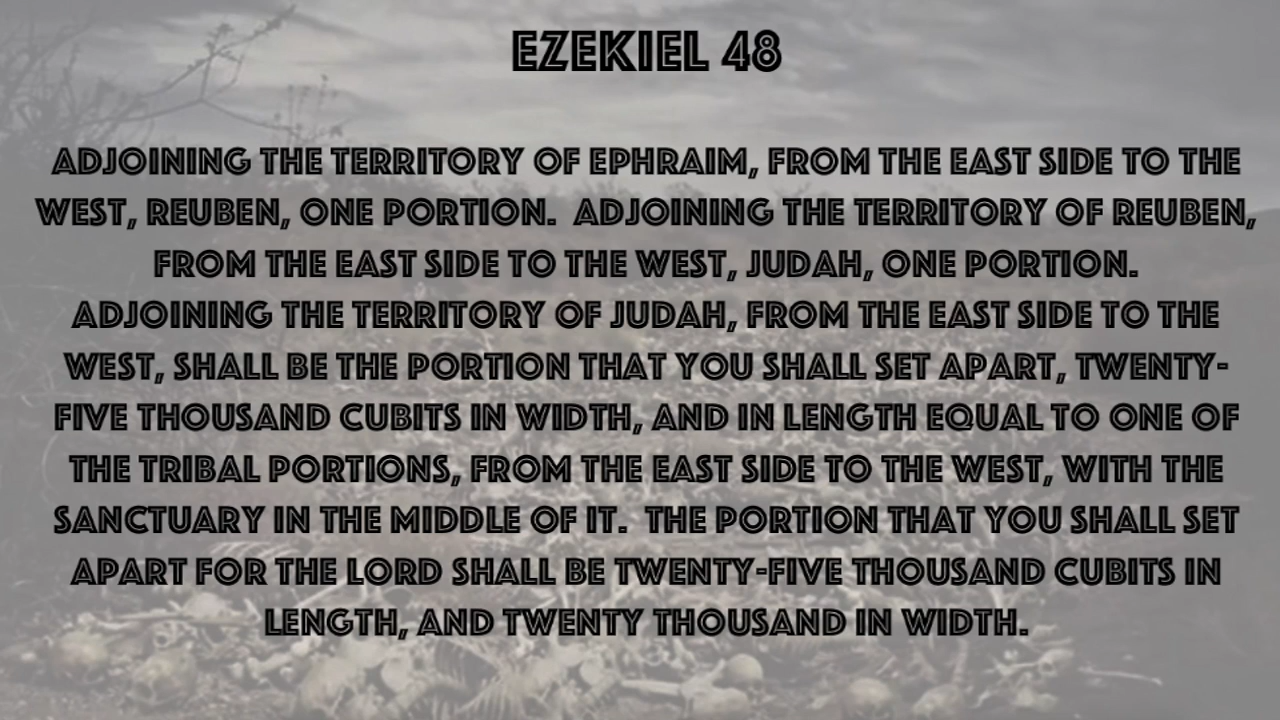 EZEKIEL 48
ADJOINING THE TERRITORY OF EPHRAIM, FROM THE EAST SIDE TO THE
WEST, REUBEN, ONE PORTION.  ADJOINING THE TERRITORY OF REUBEN,
FROM THE EAST SIDE TO THE WEST, JUDAH, ONE PORTION.
ADJOINING THE TERRITORY OF JUDAH, FROM THE EAST SIDE TO THE
WEST, SHALL BE THE PORTION THAT YOU SHALL SET APART, TWENTY-
FIVE THOUSAND CUBITS IN WIDTH, AND IN LENGTH EQUAL TO ONE OF
THE TRIBAL PORTIONS, FROM THE EAST SIDE TO THE WEST, WITH THE
SANCTUARY IN THE MIDDLE OF IT.  THE PORTION THAT YOU SHALL SET
APART FOR THE LORD SHALL BE TWENTY-FIVE THOUSAND CUBITS IN
LENGTH, AND TWENTY THOUSAND IN WIDTH.